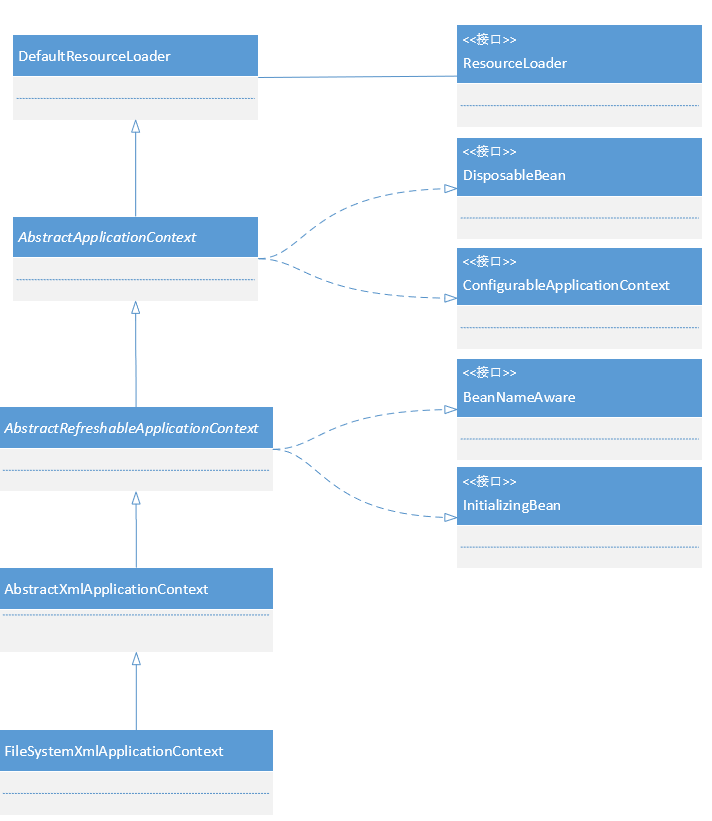 DefaultResourceLoader
<<接口>>
ResourceLoader
<<接口>>
DisposableBean
AbstractApplicationContext
<<接口>>
ConfigurableApplicationContext
<<接口>>
BeanNameAware
AbstractRefreshableApplicationContext
<<接口>>
InitializingBean
AbstractXmlApplicationContext
FileSystemXmlApplicationContext